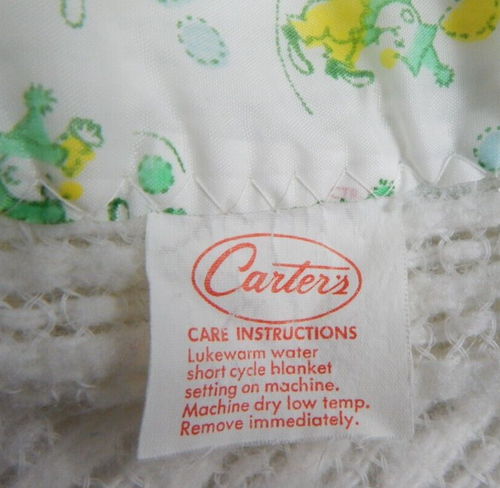 Carter's
CARE INSTRUCTIONS
Lukewarm water
short cycle blanket
setting on machine.
Machine dry low temp.
Remove immediately.